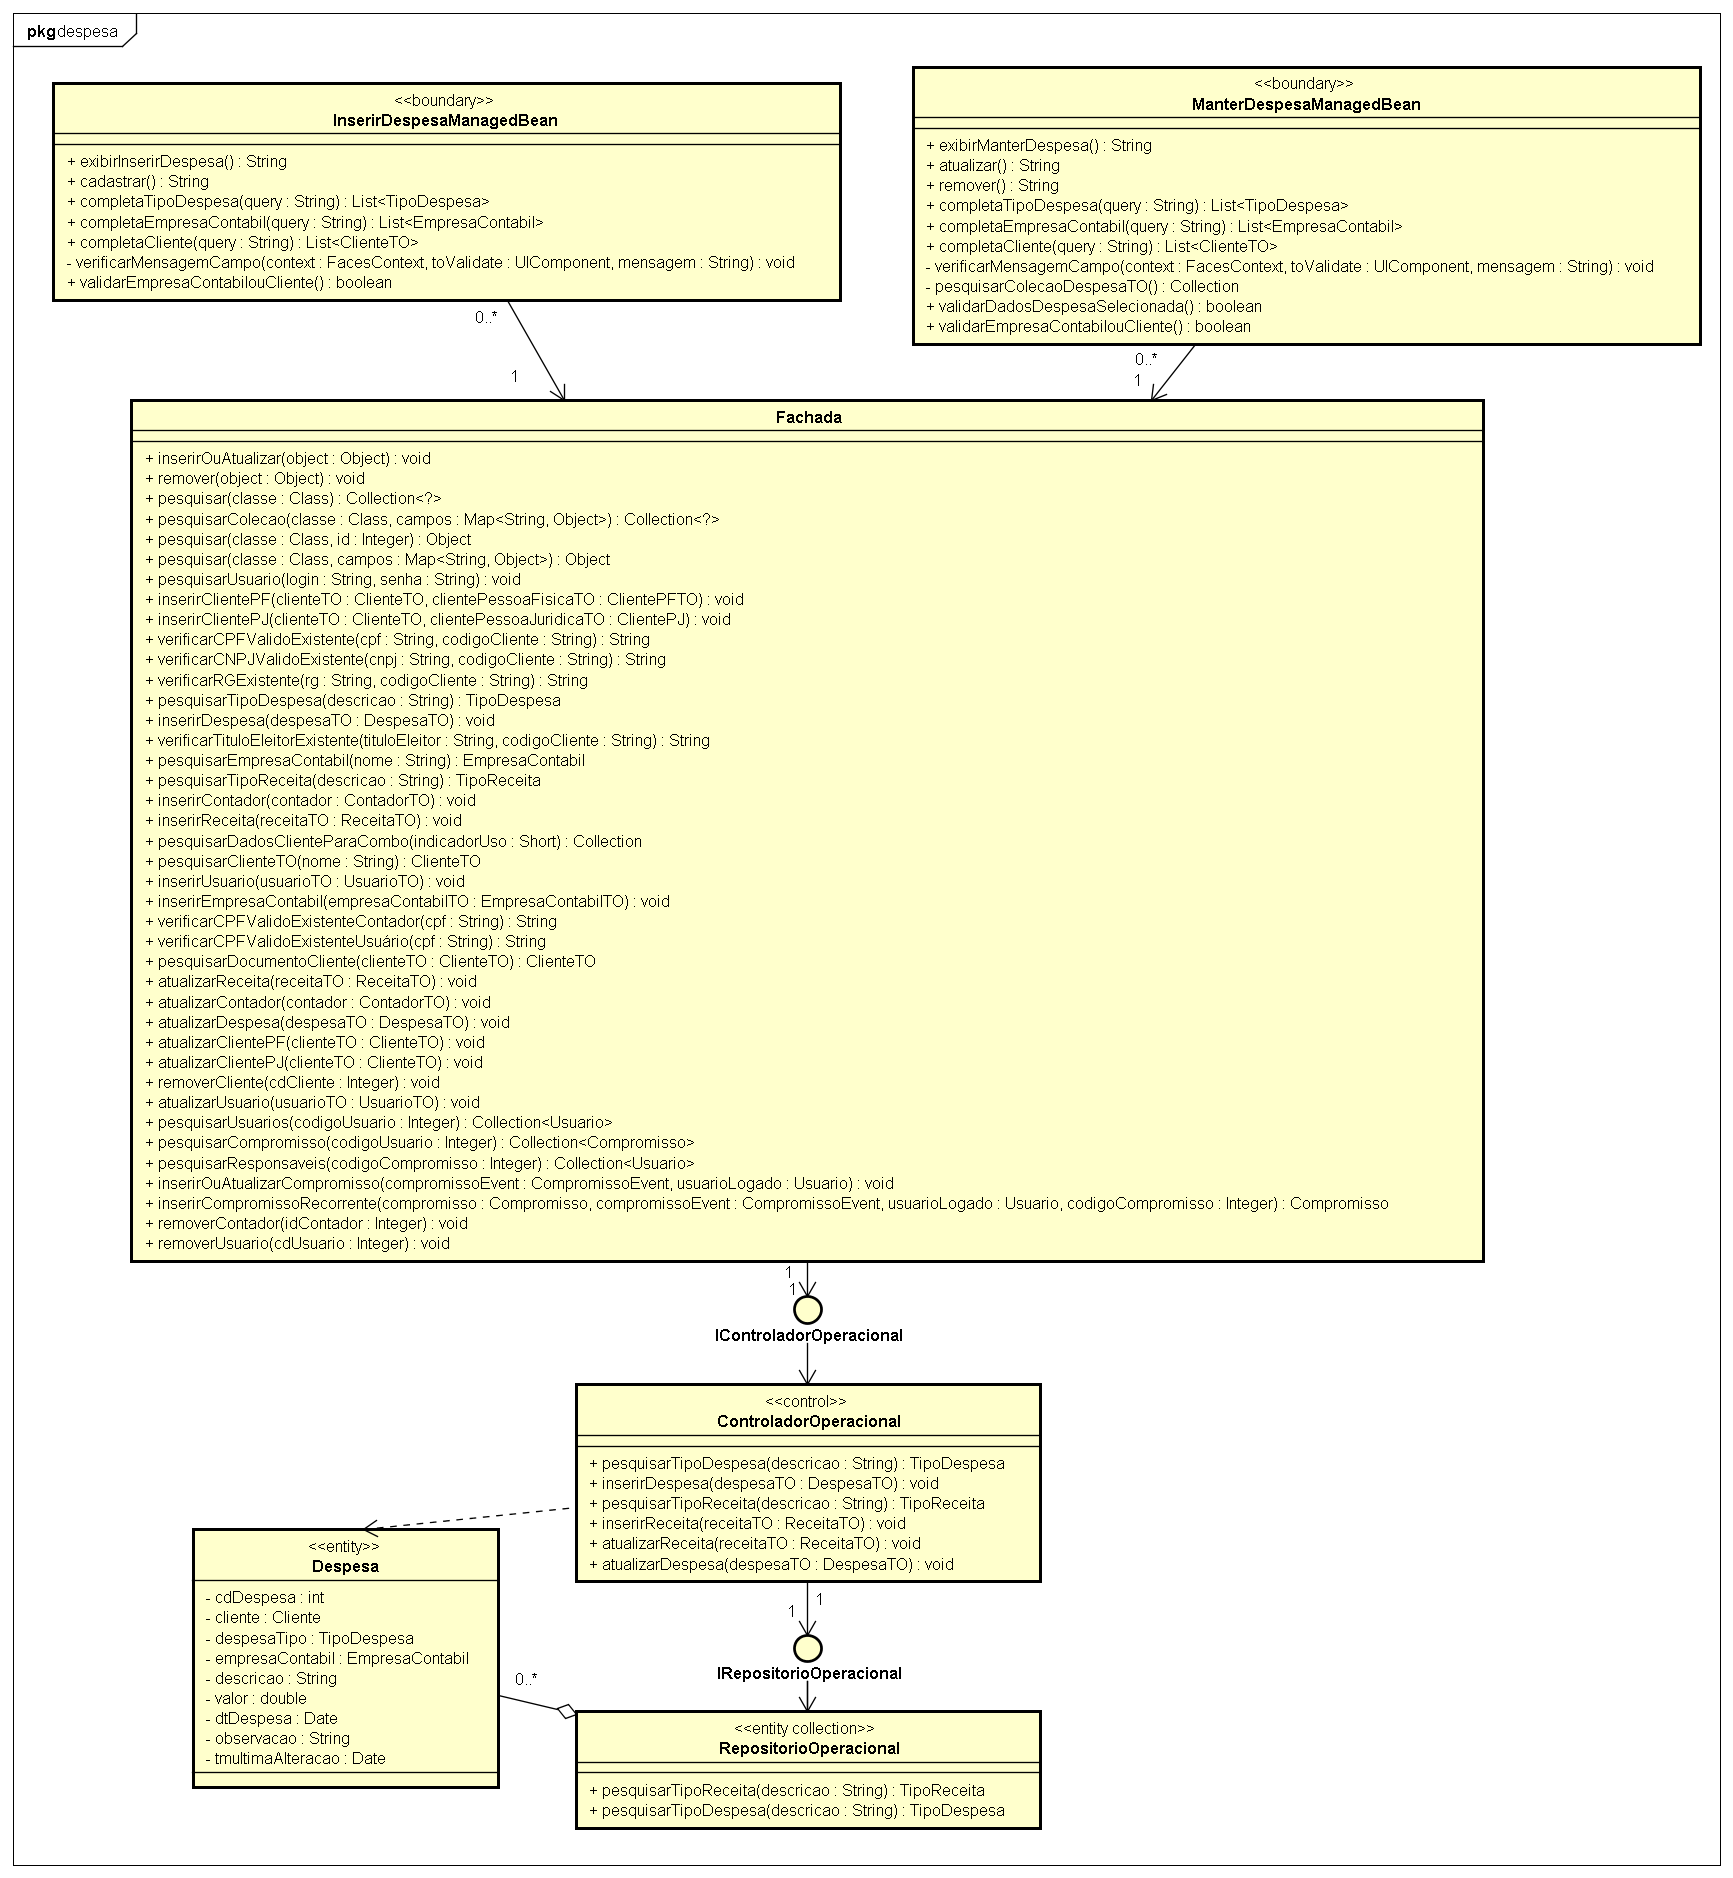 pkg despesa
<<boundary>>
InserirDespesaManagedBean
+ exibirInserirDespesa() : String
+ cadastrar() : String
+ completaTipoDespesa(query : String) : List<TipoDespesa>
+ completaEmpresaContabil(query : String) : List<EmpresaContabil>
+ completaCliente(query : String) : List<ClienteTO>
- verificarMensagemCampo(context : FacesContext, toValidate : UIComponent, mensagem : String) : void
+ validarEmpresaContabilouCliente() : boolean
<<boundary>>
ManterDespesaManagedBean
+ exibirManterDespesa() : String
+ atualizar() : String
+ remover() : String
+ completaTipoDespesa(query : String) : List<TipoDespesa>
+ completaEmpresaContabil(query : String) : List<EmpresaContabil>
+ completaCliente(query : String) : List<ClienteTO>
- verificarMensagemCampo(context : FacesContext, toValidate : UIComponent, mensagem : String) : void
- pesquisarColecaoDespesaTO() : Collection
+ validarDadosDespesaSelecionada() : boolean
+ validarEmpresaContabilouCliente() : boolean
0..*
1
0..*
1
Fachada
+ inserirOuAtualizar(object : Object) : void
+ remover(object : Object) : void
+ pesquisar(classe : Class) : Collection<?>
+ pesquisarColecao(classe : Class, campos : Map<String, Object>) : Collection<?>
+ pesquisar(classe : Class, id : Integer) : Object
+ pesquisar(classe : Class, campos : Map<String, Object>) : Object
+ pesquisarUsuario(login : String, senha : String) : void
+ inserirClientePF(clienteTO : ClienteTO, clientePessoaFisicaTO : ClientePFTO) : void
+ inserirClientePJ(clienteTO : ClienteTO, clientePessoaJuridicaTO : ClientePJ) : void
+ verificarCPFValidoExistente(cpf : String, codigoCliente : String) : String
+ verificarCNPJValidoExistente(cnpj : String, codigoCliente : String) : String
+ verificarRGExistente(rg : String, codigoCliente : String) : String
+ pesquisarTipoDespesa(descricao : String) : TipoDespesa
+ inserirDespesa(despesaTO : DespesaTO) : void
+ verificarTituloEleitorExistente(tituloEleitor : String, codigoCliente : String) : String
+ pesquisarEmpresaContabil(nome : String) : EmpresaContabil
+ pesquisarTipoReceita(descricao : String) : TipoReceita
+ inserirContador(contador : ContadorTO) : void
+ inserirReceita(receitaTO : ReceitaTO) : void
+ pesquisarDadosClienteParaCombo(indicadorUso : Short) : Collection
+ pesquisarClienteTO(nome : String) : ClienteTO
+ inserirUsuario(usuarioTO : UsuarioTO) : void
+ inserirEmpresaContabil(empresaContabilTO : EmpresaContabilTO) : void
+ verificarCPFValidoExistenteContador(cpf : String) : String
+ verificarCPFValidoExistenteUsuário(cpf : String) : String
+ pesquisarDocumentoCliente(clienteTO : ClienteTO) : ClienteTO
+ atualizarReceita(receitaTO : ReceitaTO) : void
+ atualizarContador(contador : ContadorTO) : void
+ atualizarDespesa(despesaTO : DespesaTO) : void
+ atualizarClientePF(clienteTO : ClienteTO) : void
+ atualizarClientePJ(clienteTO : ClienteTO) : void
+ removerCliente(cdCliente : Integer) : void
+ atualizarUsuario(usuarioTO : UsuarioTO) : void
+ pesquisarUsuarios(codigoUsuario : Integer) : Collection<Usuario>
+ pesquisarCompromisso(codigoUsuario : Integer) : Collection<Compromisso>
+ pesquisarResponsaveis(codigoCompromisso : Integer) : Collection<Usuario>
+ inserirOuAtualizarCompromisso(compromissoEvent : CompromissoEvent, usuarioLogado : Usuario) : void
+ inserirCompromissoRecorrente(compromisso : Compromisso, compromissoEvent : CompromissoEvent, usuarioLogado : Usuario, codigoCompromisso : Integer) : Compromisso
+ removerContador(idContador : Integer) : void
+ removerUsuario(cdUsuario : Integer) : void
1
1
IControladorOperacional
<<control>>
ControladorOperacional
+ pesquisarTipoDespesa(descricao : String) : TipoDespesa
+ inserirDespesa(despesaTO : DespesaTO) : void
+ pesquisarTipoReceita(descricao : String) : TipoReceita
+ inserirReceita(receitaTO : ReceitaTO) : void
+ atualizarReceita(receitaTO : ReceitaTO) : void
+ atualizarDespesa(despesaTO : DespesaTO) : void
<<entity>>
Despesa
- cdDespesa : int
- cliente : Cliente
- despesaTipo : TipoDespesa
- empresaContabil : EmpresaContabil
- descricao : String
- valor : double
- dtDespesa : Date
- observacao : String
- tmultimaAlteracao : Date
1
1
IRepositorioOperacional
0..*
<<entity collection>>
RepositorioOperacional
+ pesquisarTipoReceita(descricao : String) : TipoReceita
+ pesquisarTipoDespesa(descricao : String) : TipoDespesa